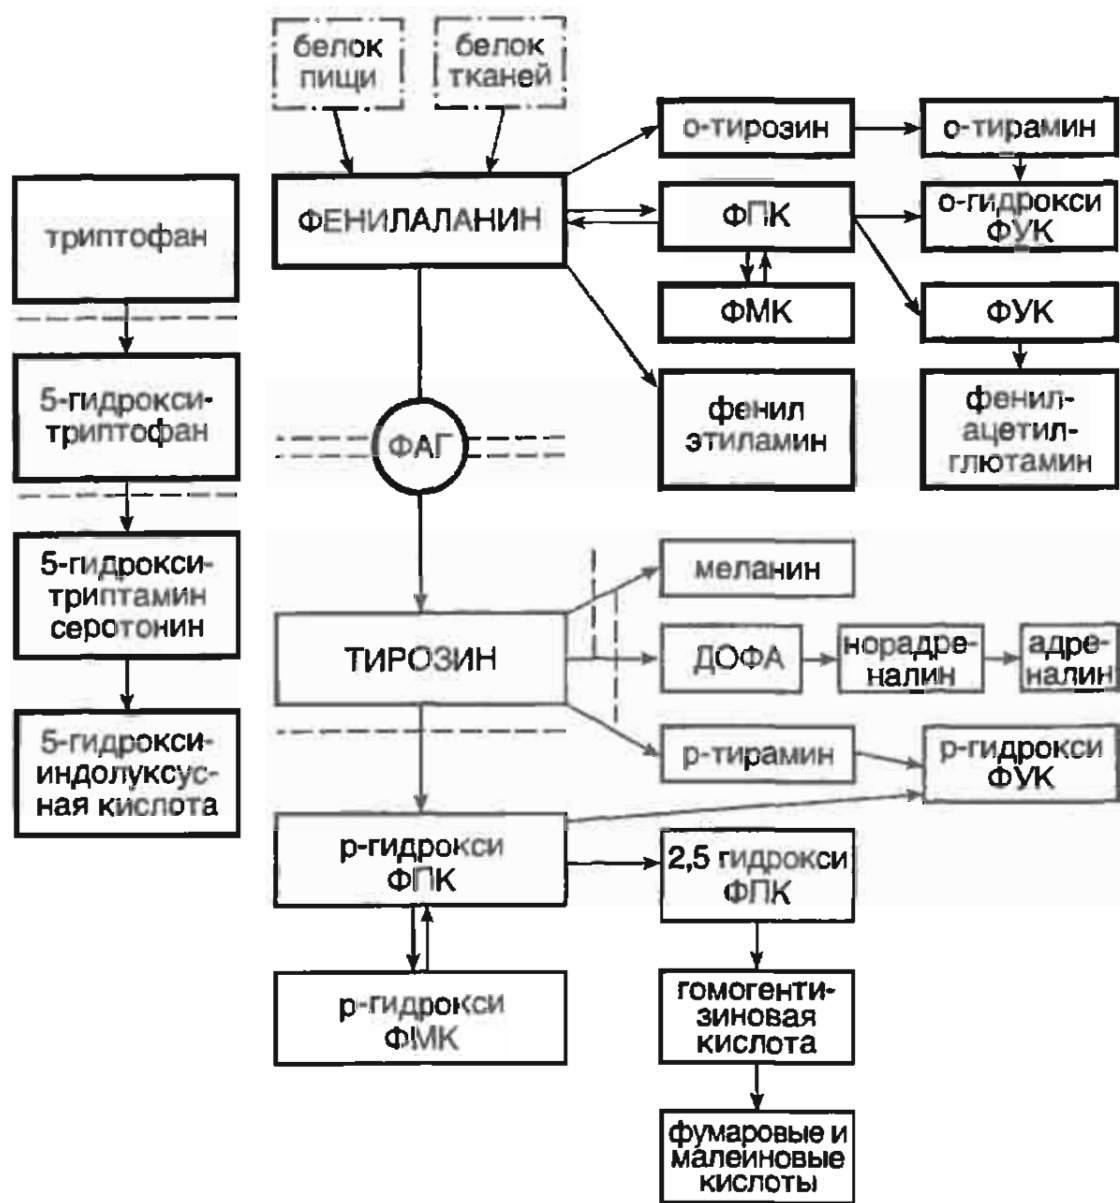 белок
пищи
белок
тканей
о-тирозин
о-тирамин
триптофан
ФЕНИЛАЛАНИН
ФПК
о-гидрокси
ФУК
ФМК
ФУК
5-гидрокси-
триптофан
ФАГ
фенил
этиламин
фенил-
ацетил-
глютамин
5-гидрокси-
триптамин
серотонин
меланин
ТИРОЗИН
ДОФА
норадре-
налин
адре-
налин
5-гидрокси-
индолуксус-
ная кислота
р-тирамин
р-гидрокси
ФУК
р-гидрокси
ФПК
2,5 гидрокси
ФПК
р-гидрокси
ФМК
гомогенти-
зиновая
кислота
фумаровые и
малеиновые
кислоты